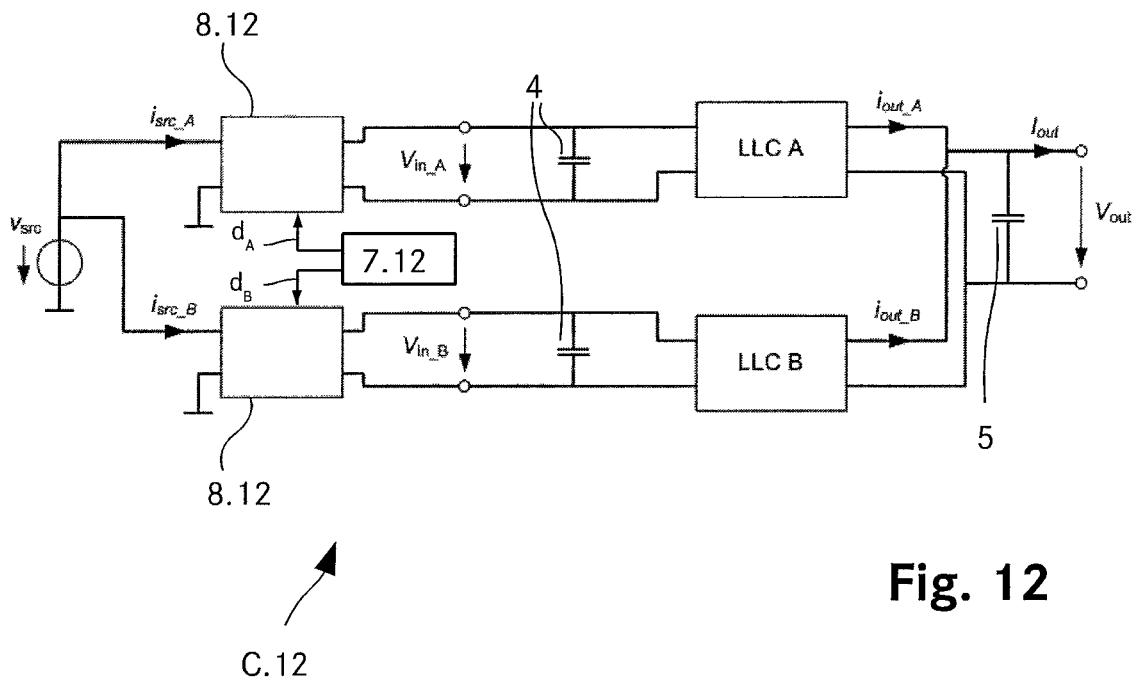 8.12
i_src_A
V_in_A
4
LLC A
i_out_A
I_out
v_src
d_A
7.12
V_out
d_B
i_src_B
V_in_B
LLC B
i_out_B
5
8.12
Fig. 12
C.12